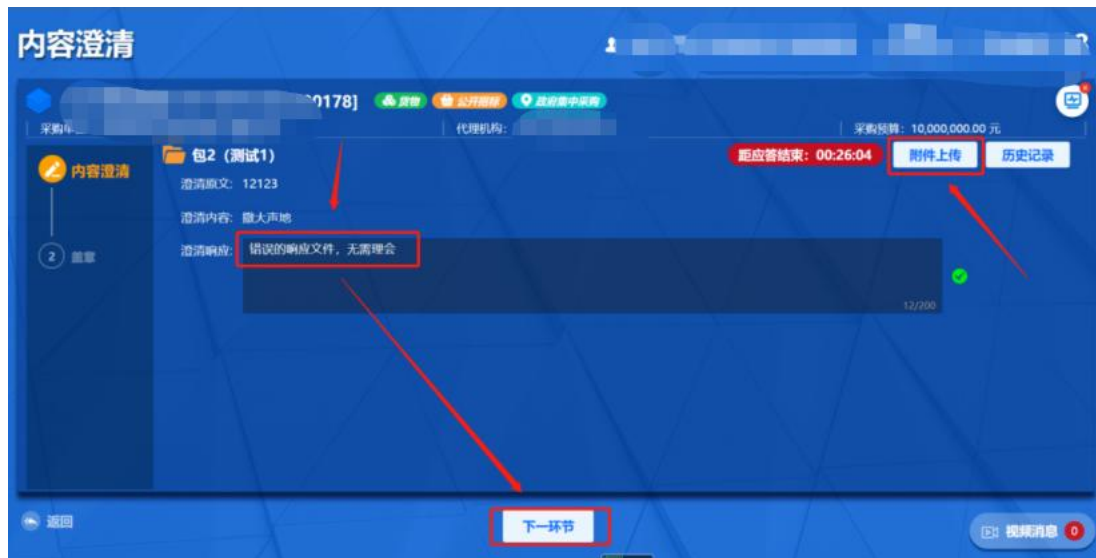 内容澄清
0178] 货物 公开招标 政府集中采购
采购单 代理机构: 采购预算: 10,000,000.00 元
内容澄清
包2 (测试1)
距应答结束: 00:26:04 附件上传 历史记录
澄清原文: 12123
澄清内容: 撒大声地
澄清响应: 错误的响应文件, 无需理会
2 盖章
12/200
返回
下一环节
视频消息 0